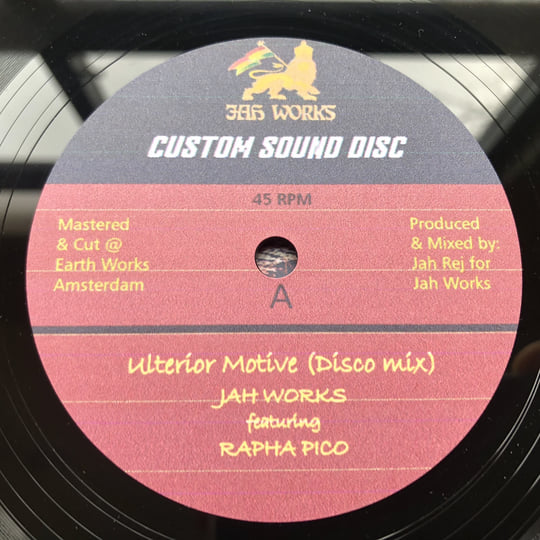 JAH WORKS
CUSTOM SOUND DISC
45 RPM
Mastered
& Cut @
Earth Works
Amsterdam
Produced
& Mixed by:
Jah Rej for
Jah Works
A
Ulterior Motive (Disco mix)
JAH WORKS
featuring
RAPHA PICO